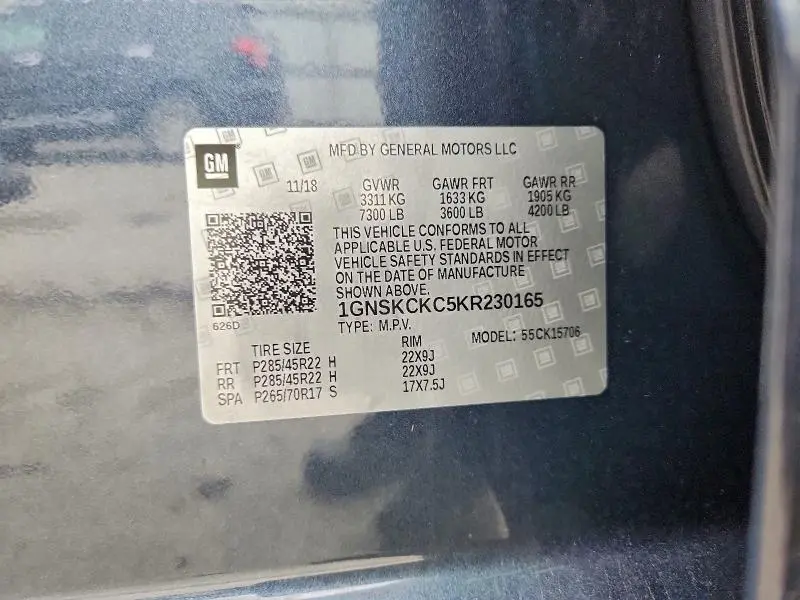 GM
MFD BY GENERAL MOTORS LLC
11/18 GVWR GAWR FRT GAWR RR
3311 KG 1633 KG 1905 KG
7300 LB 3600 LB 4200 LB
THIS VEHICLE CONFORMS TO ALL
APPLICABLE U.S. FEDERAL MOTOR
VEHICLE SAFETY STANDARDS IN EFFECT
ON THE DATE OF MANUFACTURE
SHOWN ABOVE.
626D
1GNSKCKC5KR230165
TYPE: M.P.V. MODEL: 55CK15706
TIRE SIZE RIM
FRT P285/45R22 H 22X9J
RR P285/45R22 H 22X9J
SPA P265/70R17 S 17X7.5J